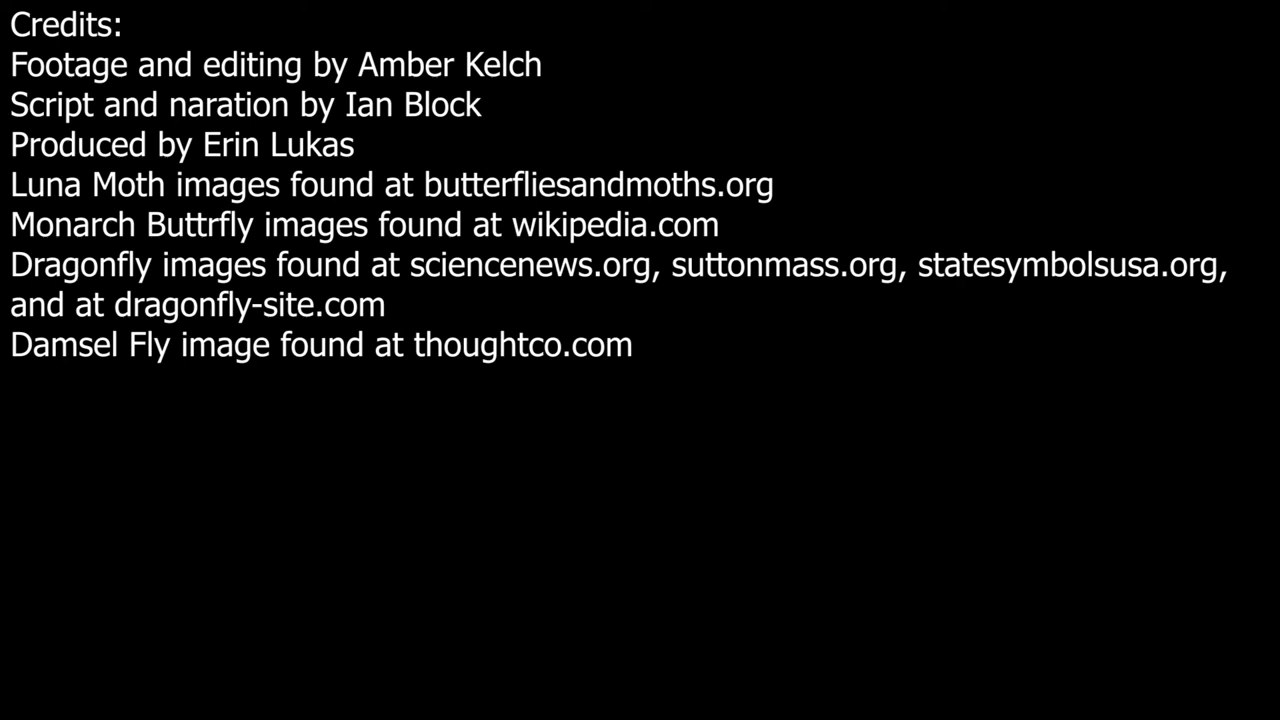 Credits:
Footage and editing by Amber Kelch
Script and naration by Ian Block
Produced by Erin Lukas
Luna Moth images found at butterfliesandmoths.org
Monarch Buttrfly images found at wikipedia.com
Dragonfly images found at sciencenews.org, suttonmass.org, statesymbolsusa.org,
and at dragonfly-site.com
Damsel Fly image found at thoughtco.com